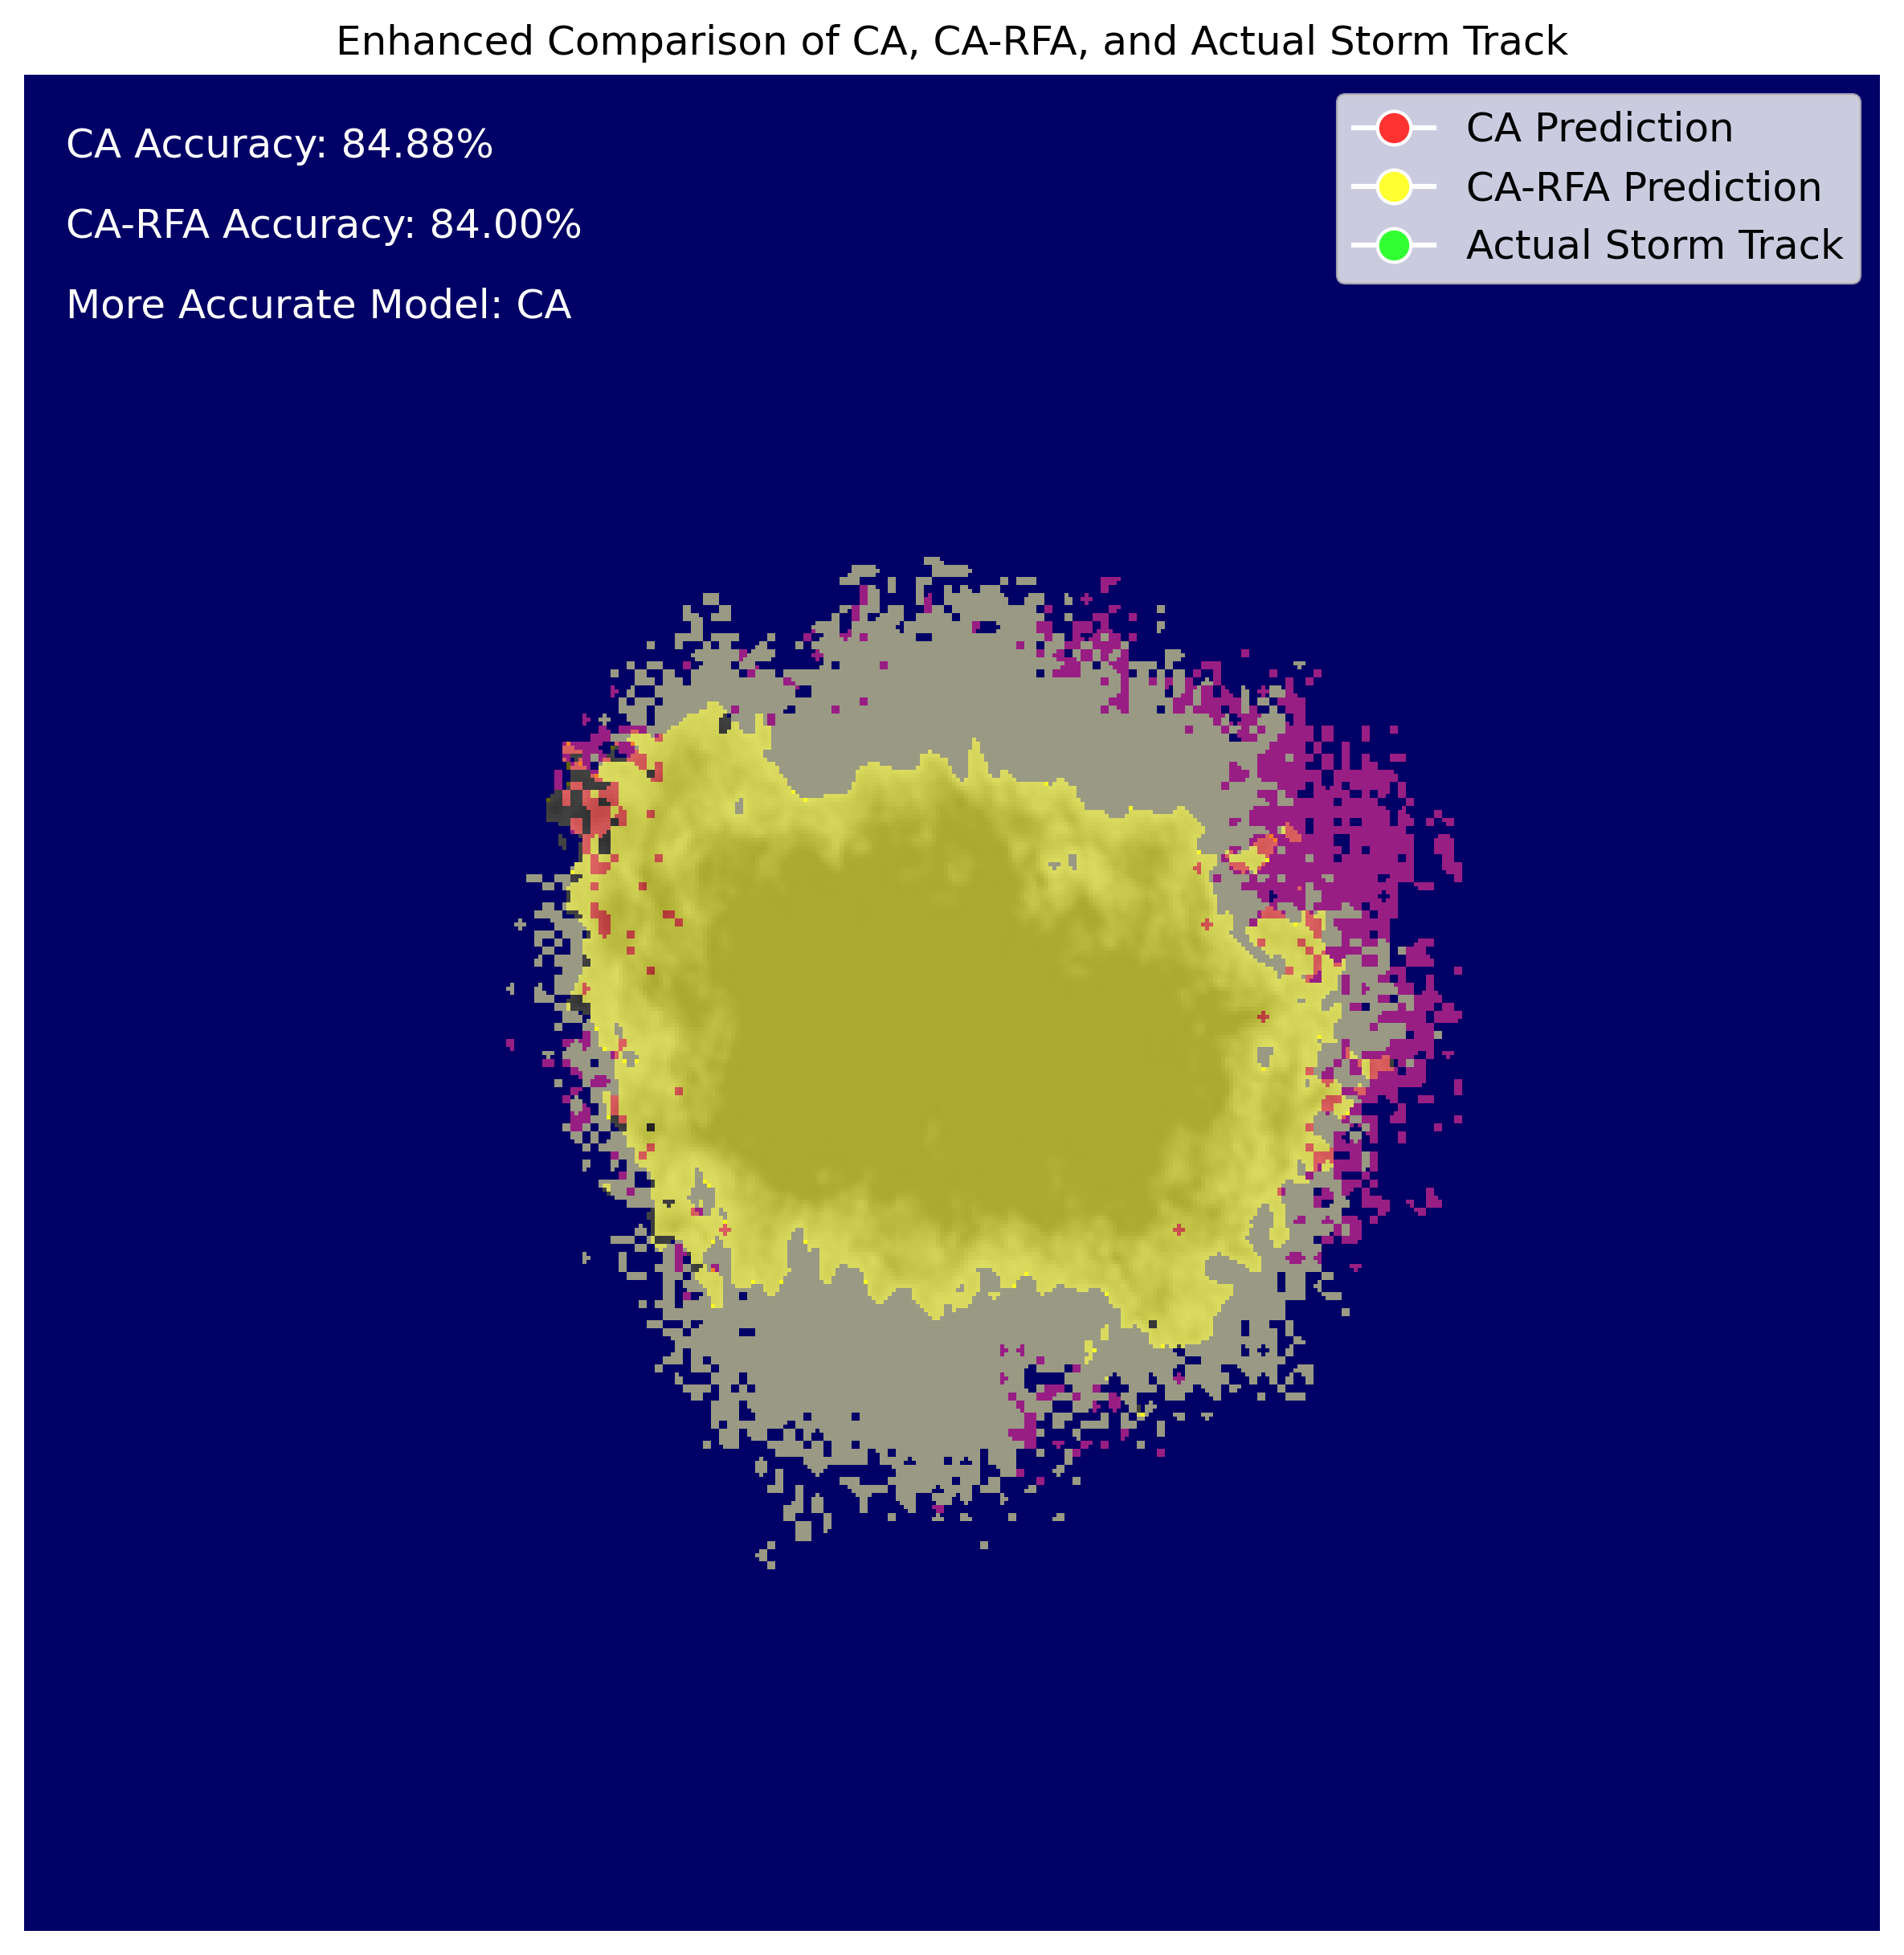 Enhanced Comparison of CA, CA-RFA, and Actual Storm Track
CA Accuracy: 84.88%
CA-RFA Accuracy: 84.00%
More Accurate Model: CA
CA Prediction
CA-RFA Prediction
Actual Storm Track